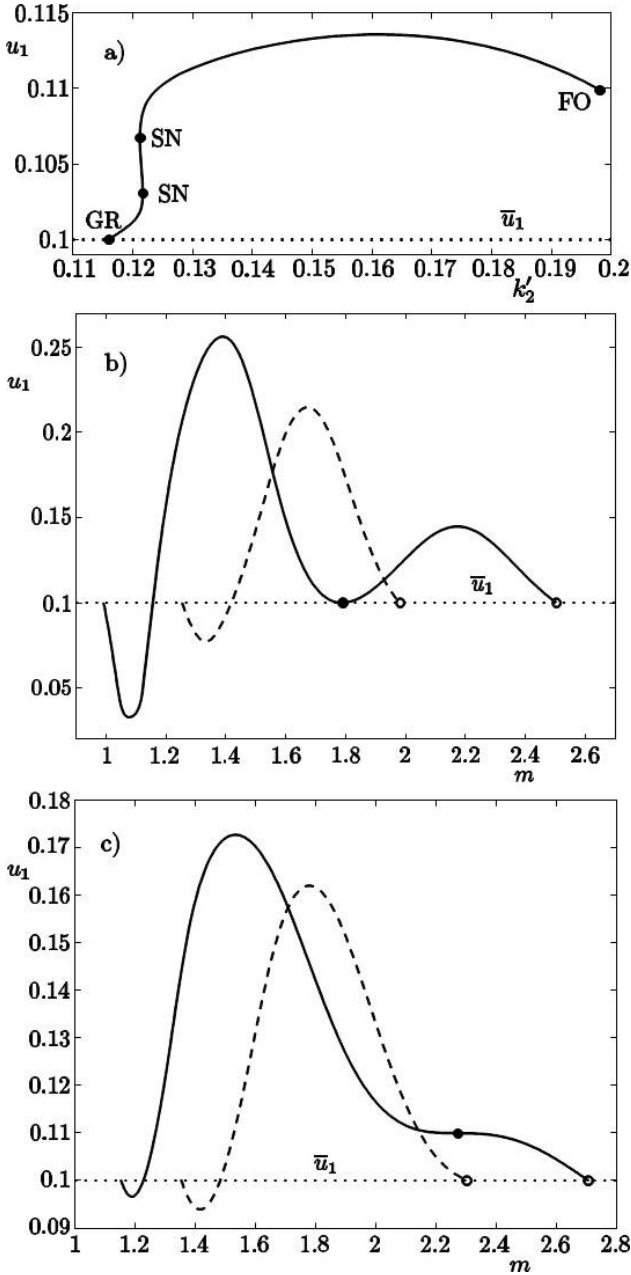 0.115
u₁
a)
0.11
FO
SN
0.105
SN
GR
u̅₁
0.1
0.11 0.12 0.13 0.14 0.15 0.16 0.17 0.18 0.19 0.2
k′₂
0.25
b)
u₁
0.2
0.15
u̅₁
0.1
0.05
1 1.2 1.4 1.6 1.8 2 2.2 2.4 2.6
m
0.18
c)
u₁
0.17
0.16
0.15
0.14
0.13
0.12
0.11
u̅₁
0.1
0.09
1 1.2 1.4 1.6 1.8 2 2.2 2.4 2.6 2.8
m